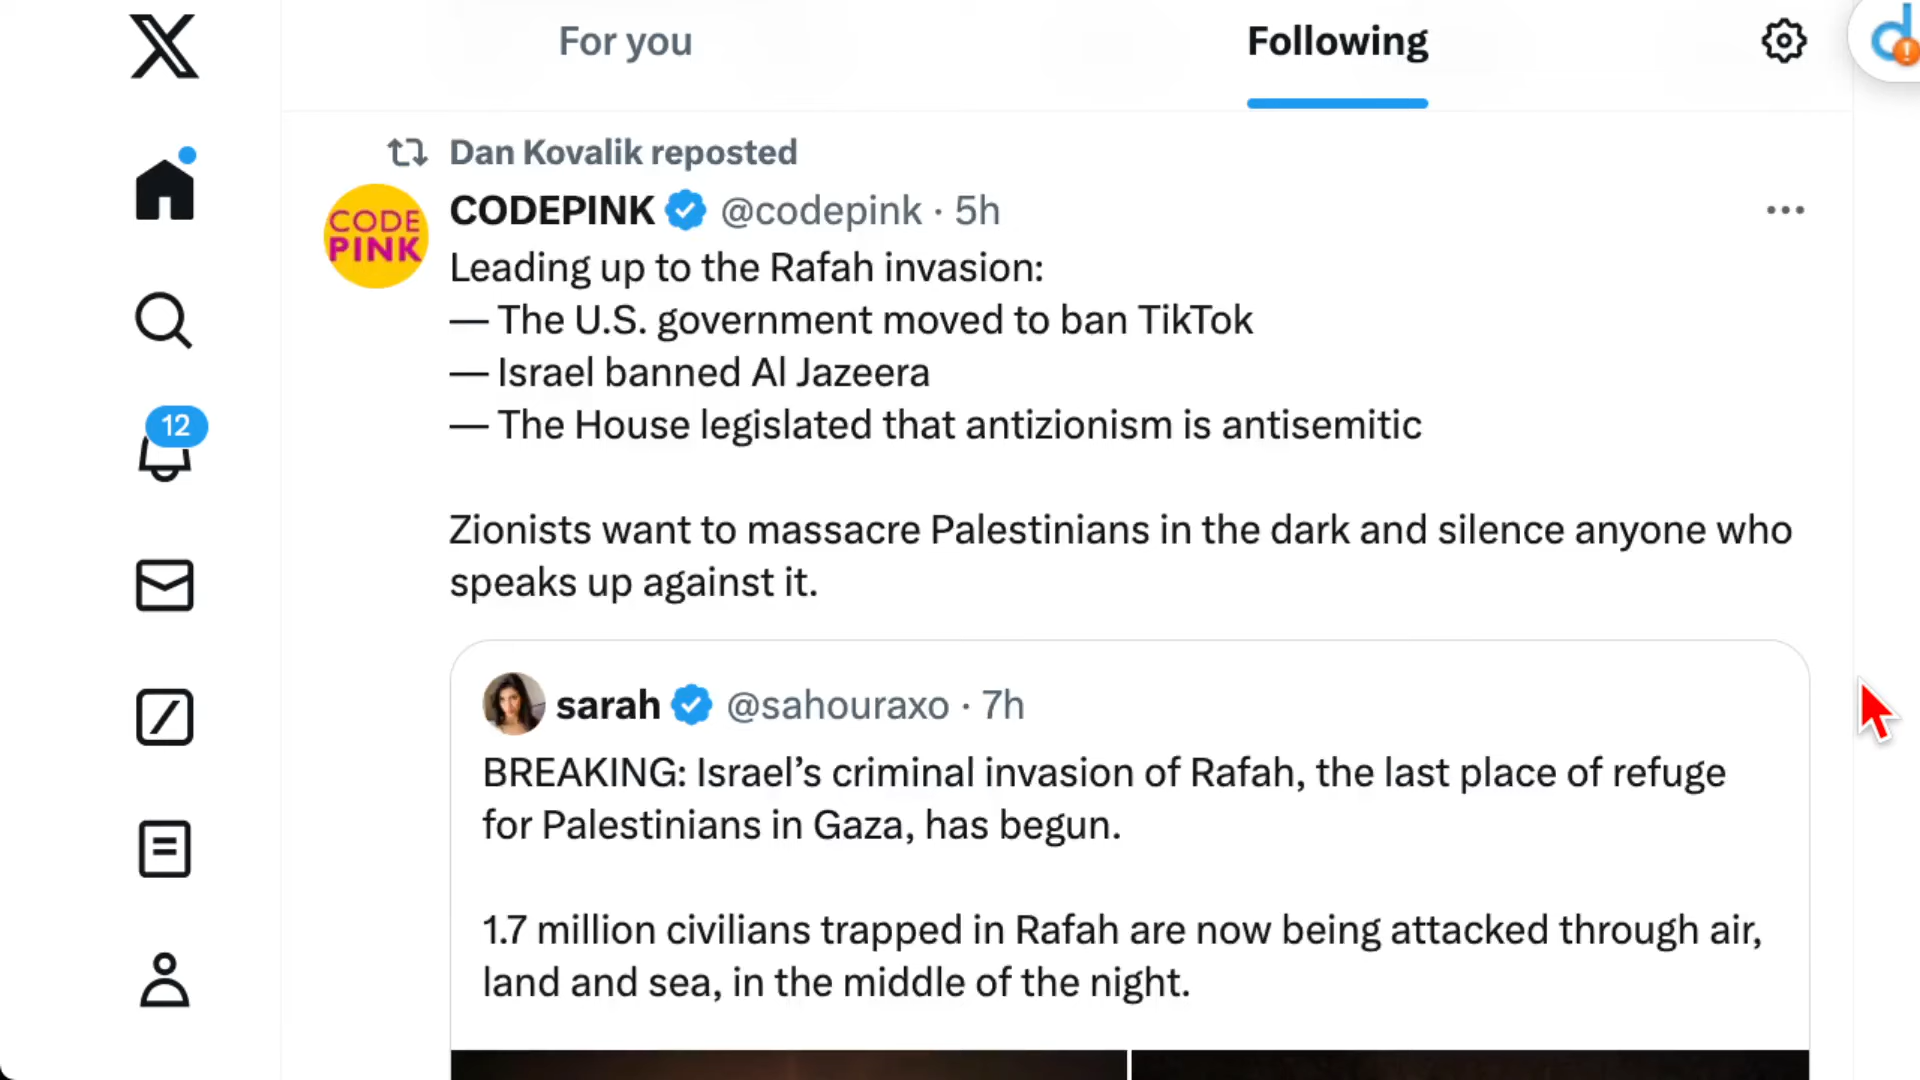 For you
Following
Dan Kovalik reposted
CODE
PINK
CODEPINK @codepink · 5h
Leading up to the Rafah invasion:
— The U.S. government moved to ban TikTok
— Israel banned Al Jazeera
— The House legislated that antizionism is antisemitic
Zionists want to massacre Palestinians in the dark and silence anyone who
speaks up against it.
12
sarah @sahouraxo · 7h
BREAKING: Israel’s criminal invasion of Rafah, the last place of refuge
for Palestinians in Gaza, has begun.
1.7 million civilians trapped in Rafah are now being attacked through air,
land and sea, in the middle of the night.